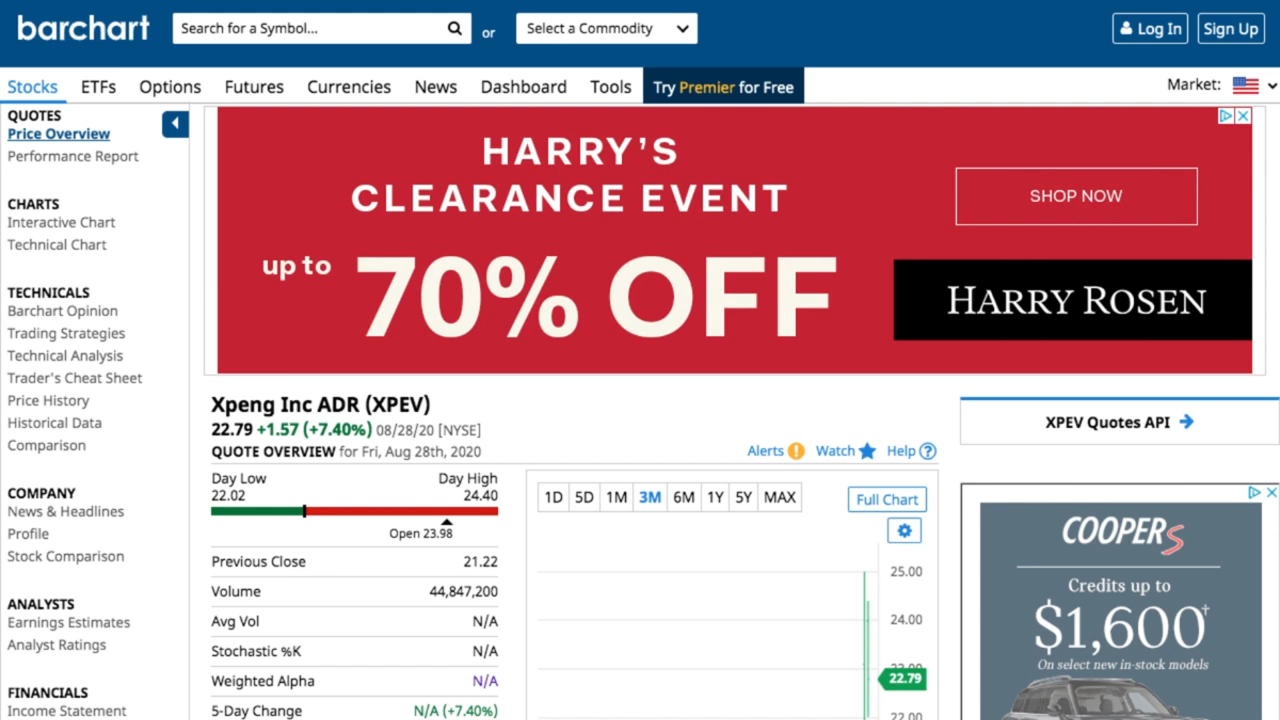 barchart
Search for a Symbol...
or
Select a Commodity
Log In
Sign Up
Stocks
ETFs
Options
Futures
Currencies
News
Dashboard
Tools
Try Premier for Free
Market:
QUOTES
Price Overview
Performance Report
CHARTS
Interactive Chart
Technical Chart
TECHNICALS
Barchart Opinion
Trading Strategies
Technical Analysis
Trader's Cheat Sheet
Price History
Historical Data
Comparison
COMPANY
News & Headlines
Profile
Stock Comparison
ANALYSTS
Earnings Estimates
Analyst Ratings
FINANCIALS
Income Statement
HARRY'S
CLEARANCE EVENT
up to 70% OFF
SHOP NOW
HARRY ROSEN
Xpeng Inc ADR (XPEV)
22.79 +1.57 (+7.40%) 08/28/20 [NYSE]
QUOTE OVERVIEW for Fri, Aug 28th, 2020
Alerts
Watch
Help
Day Low
Day High
22.02
24.40
Open 23.98
Previous Close 21.22
Volume 44,847,200
Avg Vol N/A
Stochastic %K N/A
Weighted Alpha N/A
5-Day Change N/A (+7.40%)
1D 5D 1M 3M 6M 1Y 5Y MAX
Full Chart
25.00
24.00
23.00
22.79
22.00
XPEV Quotes API
COOPER S
Credits up to
$1,600†
On select new in-stock models